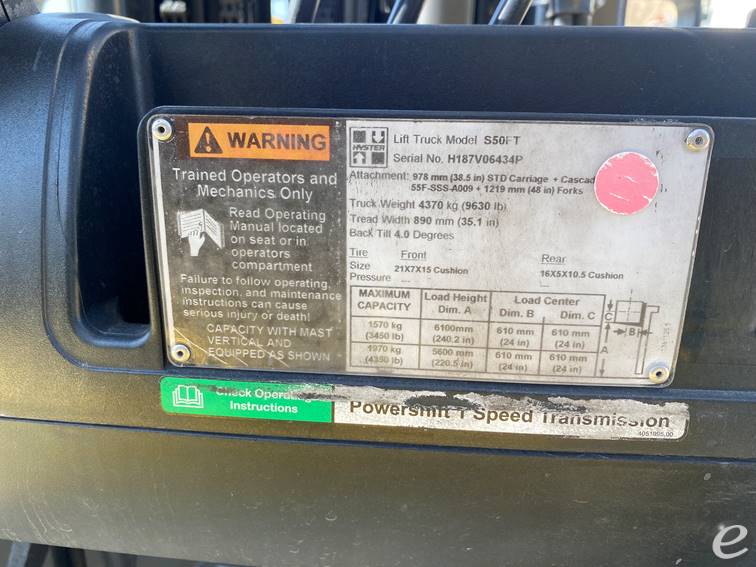 WARNING
Trained Operators and
Mechanics Only
Read Operating
Manual located
on seat or in
operators
compartment
Failure to follow operating,
inspection, and maintenance
instructions can cause
serious injury or death!
CAPACITY WITH MAST
VERTICAL AND
EQUIPPED AS SHOWN
HYSTER
Lift Truck Model S50FT
Serial No. H187V06434P
Attachment: 978 mm (38.5 in) STD Carriage + Cascad
55F-SSS-A009 + 1219 mm (48 in) Forks
Truck Weight 4370 kg (9630 lb)
Tread Width 890 mm (35.1 in)
Back Tilt 4.0 Degrees
Tire Front Rear
Size 21X7X15 Cushion 16X5X10.5 Cushion
Pressure
MAXIMUM CAPACITY Load Height Dim. A Load Center Dim. B Dim. C
1570 kg (3450 lb) 6100mm (240.2 in) 610 mm (24 in) 610 mm (24 in)
1970 kg (4350 lb) 5600 mm (220.5 in) 610 mm (24 in) 610 mm (24 in)
C
B
A
Check Operating
Instructions
Powershift 1 Speed Transmission
e